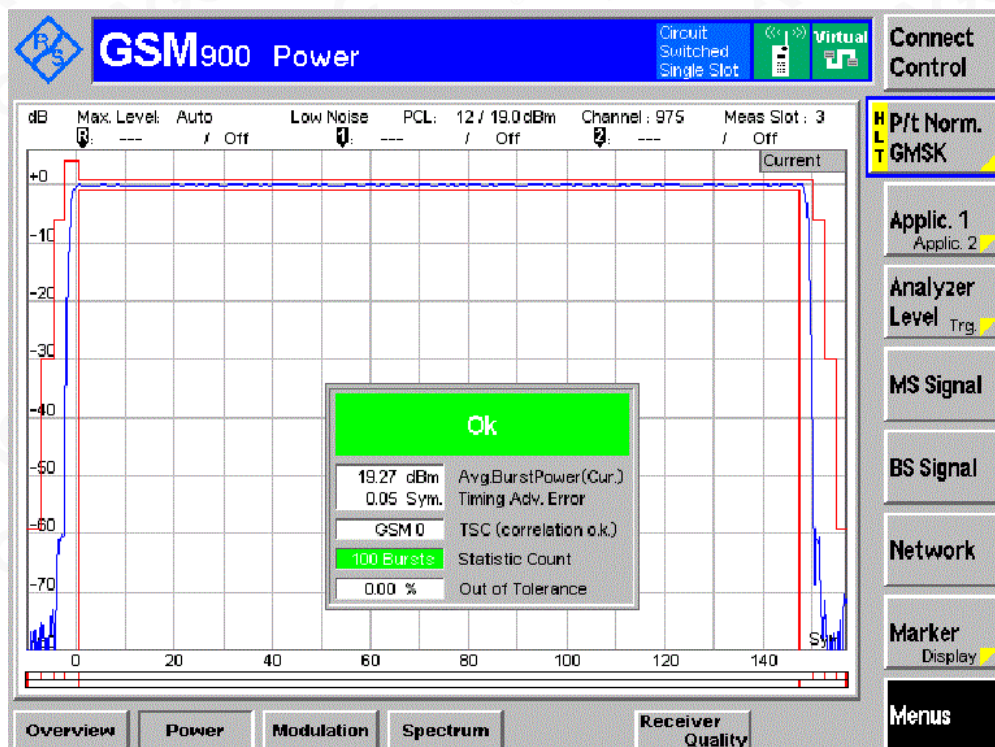 R/S
GSM900 Power
Circuit
Switched
Single Slot
Virtual
Connect
Control
dB Max. Level: Auto Low Noise PCL: 12 / 19.0 dBm Channel : 975 Meas Slot : 3
R: --- / Off 1: --- / Off 2: --- / Off
Current
HLT
P/t Norm.
GMSK
Applic. 1
Applic. 2
Analyzer
Level Trg.
MS Signal
BS Signal
Network
Marker
Display
Menus
+0
-10
-20
-30
-40
-50
-60
-70
Ok
19.27 dBm Avg.BurstPower(Cur.)
0.05 Sym. Timing Adv. Error
GSM 0 TSC (correlation o.k.)
100 Bursts Statistic Count
0.00 % Out of Tolerance
0 20 40 60 80 100 120 140
Overview Power Modulation Spectrum Receiver
Quality